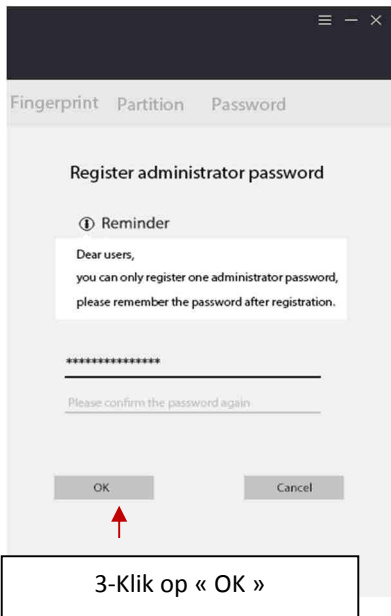 Fingerprint Partition Password
Register administrator password
Reminder
Dear users,
you can only register one administrator password,
please remember the password after registration.
***************
Please confirm the password again
OK Cancel
3-Klik op « OK »